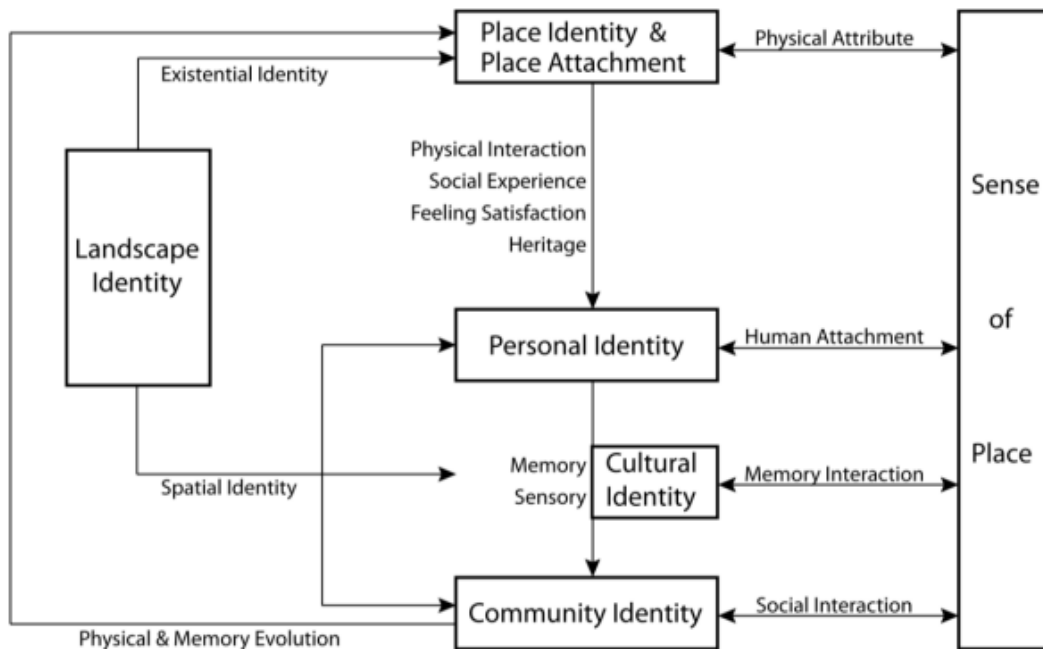 Place Identity &
Place Attachment
Physical Attribute
Existential Identity
Physical Interaction
Social Experience
Feeling Satisfaction
Heritage
Sense
of
Place
Landscape
Identity
Personal Identity
Human Attachment
Memory
Sensory
Cultural
Identity
Memory Interaction
Spatial Identity
Community Identity
Social Interaction
Physical & Memory Evolution